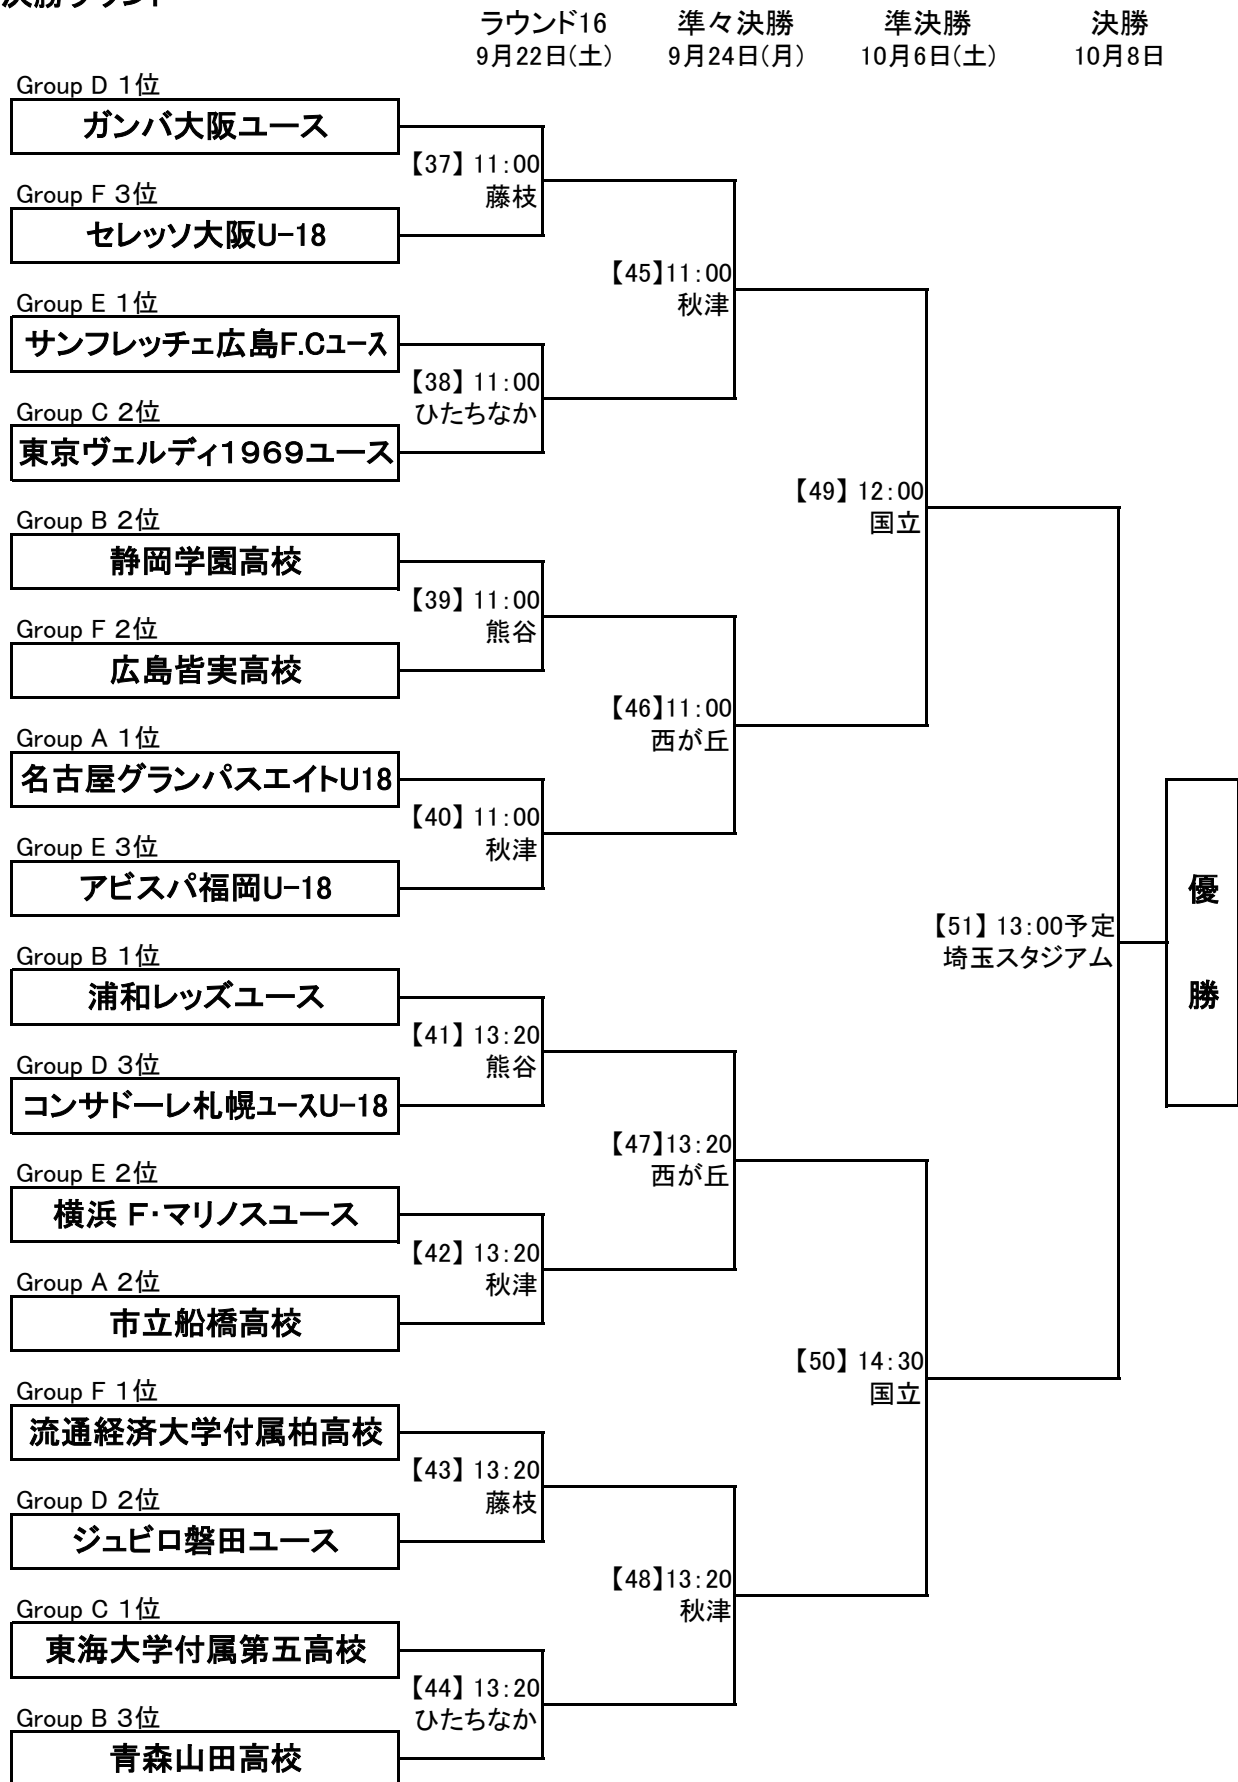 決勝ラウンド
ラウンド16 準々決勝 準決勝 決勝
9月22日(土) 9月24日(月) 10月6日(土) 10月8日
Group D 1位
ガンバ大阪ユース
【37】 11:00
藤枝
Group F 3位
セレッソ大阪U-18
【45】11:00
秋津
Group E 1位
サンフレッチェ広島F.Cユース
【38】 11:00
ひたちなか
Group C 2位
東京ヴェルディ1969ユース
【49】 12:00
国立
Group B 2位
静岡学園高校
【39】 11:00
熊谷
Group F 2位
広島皆実高校
【46】11:00
西が丘
Group A 1位
名古屋グランパスエイトU18
【40】 11:00
秋津
Group E 3位
アビスパ福岡U-18
優
勝
【51】 13:00予定
埼玉スタジアム
Group B 1位
浦和レッズユース
【41】 13:20
熊谷
Group D 3位
コンサドーレ札幌ユースU-18
【47】13:20
西が丘
Group E 2位
横浜 F・マリノスユース
【42】 13:20
秋津
Group A 2位
市立船橋高校
【50】 14:30
国立
Group F 1位
流通経済大学付属柏高校
【43】 13:20
藤枝
Group D 2位
ジュビロ磐田ユース
【48】13:20
秋津
Group C 1位
東海大学付属第五高校
【44】 13:20
ひたちなか
Group B 3位
青森山田高校